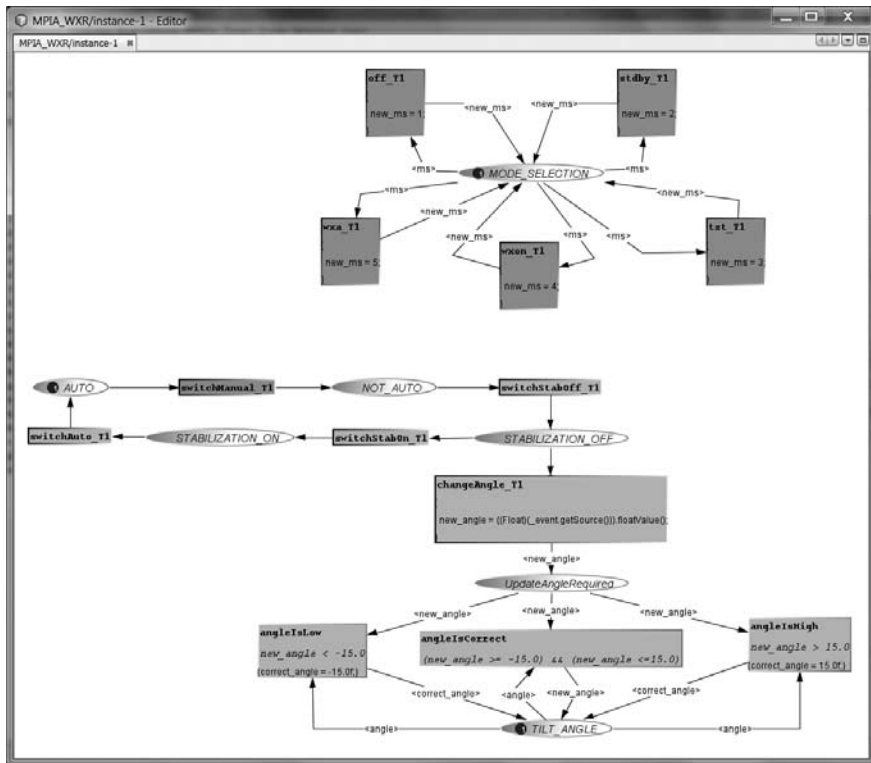 MPIA_WXR/instance-1 - Editor
MPIA_WXR/instance-1
off_T1
new_ms = 1;
stdby_T1
new_ms = 2;
<new_ms>
<new_ms>
<ms>
MODE_SELECTION
<ms>
<ms>
<new_ms>
<new_ms>
<ms>
<ms>
<new_ms>
wxa_T1
new_ms = 5;
wxon_T1
new_ms = 4;
tst_T1
new_ms = 3;
AUTO
switchManual_T1
NOT_AUTO
switchStabOff_T1
switchAuto_T1
STABILIZATION_ON
switchStabOn_T1
STABILIZATION_OFF
changeAngle_T1
new_angle = ((Float)(_event.getSource())).floatValue();
<new_angle>
UpdateAngleRequired
<new_angle>
<new_angle>
<new_angle>
angleIsLow
new_angle < -15.0
{correct_angle = -15.0f;}
angleIsCorrect
(new_angle >= -15.0) && (new_angle <=15.0)
angleIsHigh
new_angle > 15.0
{correct_angle = 15.0f;}
<correct_angle>
<angle>
<new_angle>
<correct_angle>
<angle>
TILT_ANGLE
<angle>